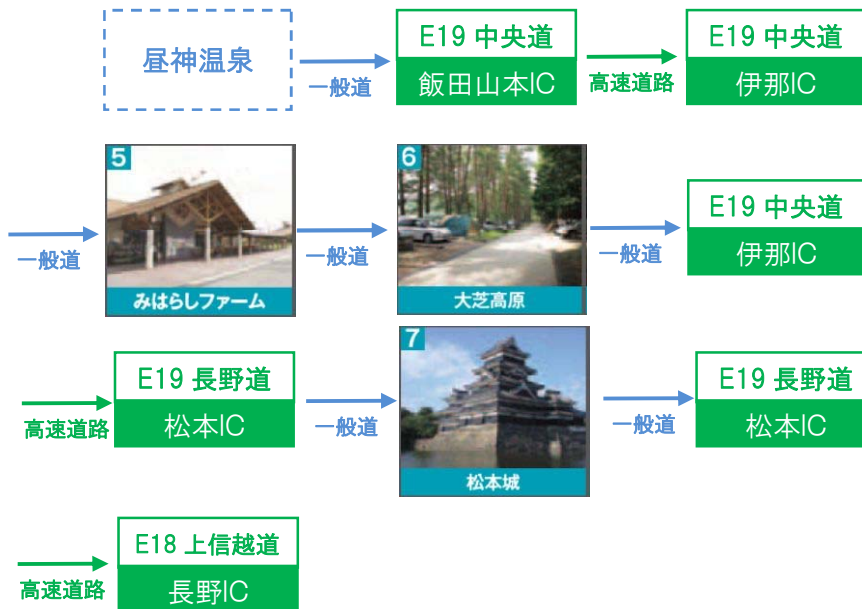 昼神温泉
一般道
E19 中央道
飯田山本IC
高速道路
E19 中央道
伊那IC
一般道
5
みはらしファーム
一般道
6
大芝高原
一般道
E19 中央道
伊那IC
高速道路
E19 長野道
松本IC
一般道
7
松本城
一般道
E19 長野道
松本IC
高速道路
E18 上信越道
長野IC